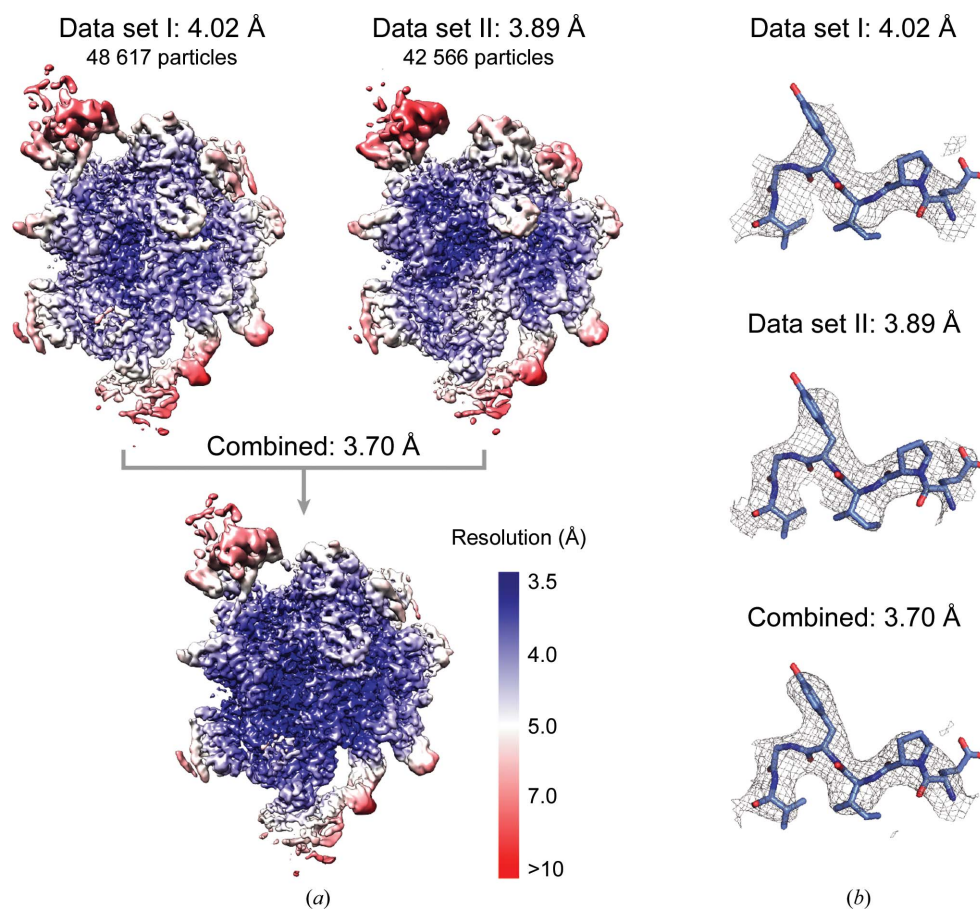 Data set I: 4.02 Å
48 617 particles
Data set II: 3.89 Å
42 566 particles
Combined: 3.70 Å
Resolution (Å)
3.5
4.0
5.0
7.0
>10
(a)
Data set I: 4.02 Å
Data set II: 3.89 Å
Combined: 3.70 Å
(b)